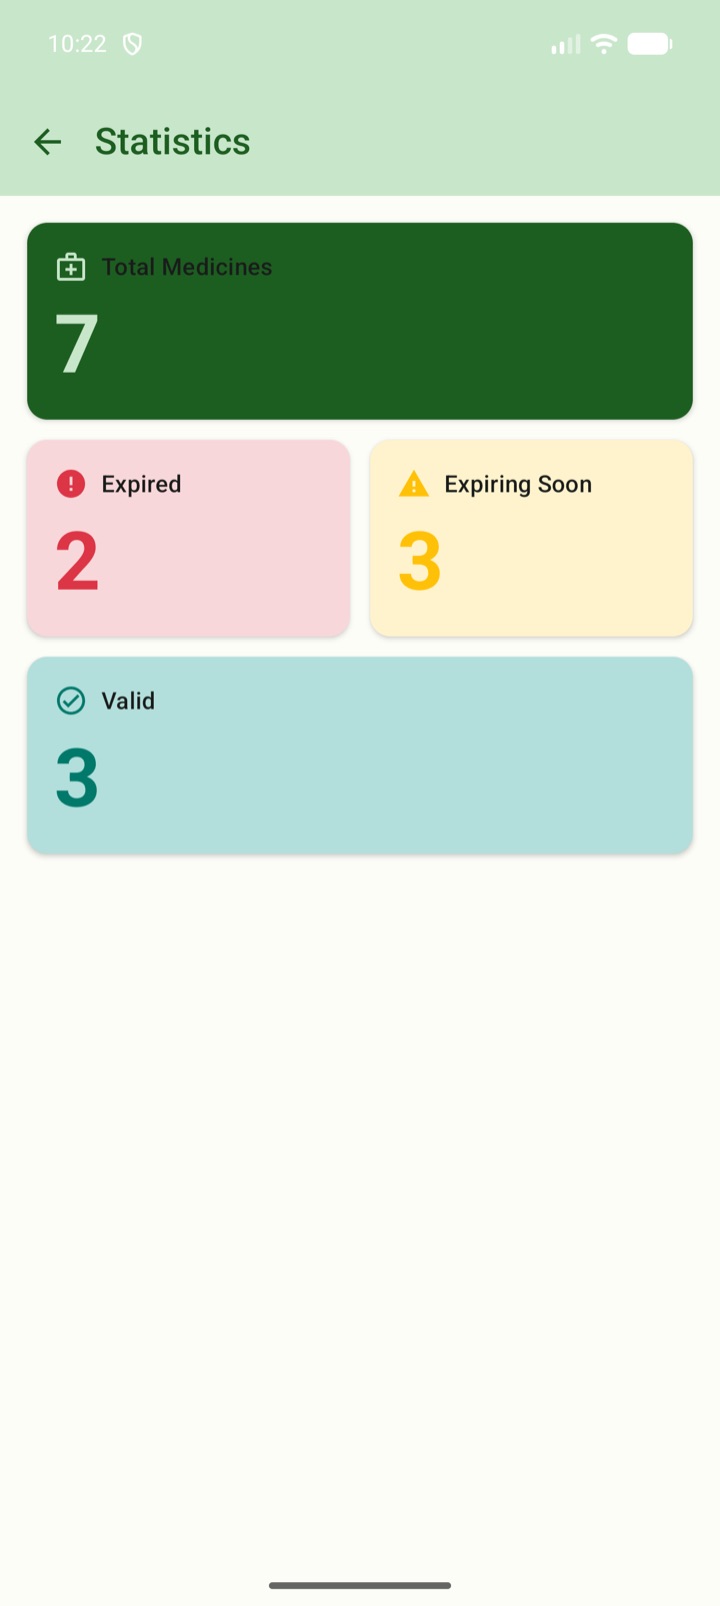 10:22
Statistics
Total Medicines
7
Expired
2
Expiring Soon
3
Valid
3